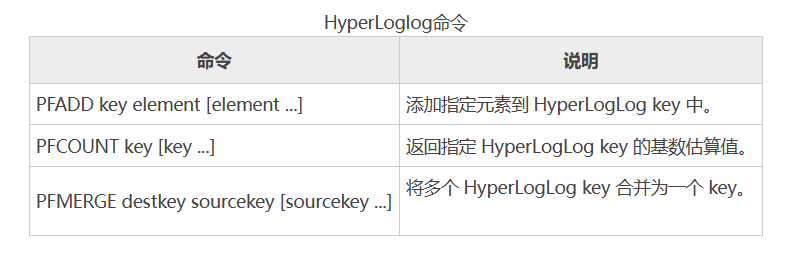 HyperLoglog命令
命令 说明
PFADD key element [element ...] 添加指定元素到 HyperLogLog key 中。
PFCOUNT key [key ...] 返回指定 HyperLogLog key 的基数估算值。
PFMERGE destkey sourcekey [sourcekey ...] 将多个 HyperLogLog key 合并为一个 key。